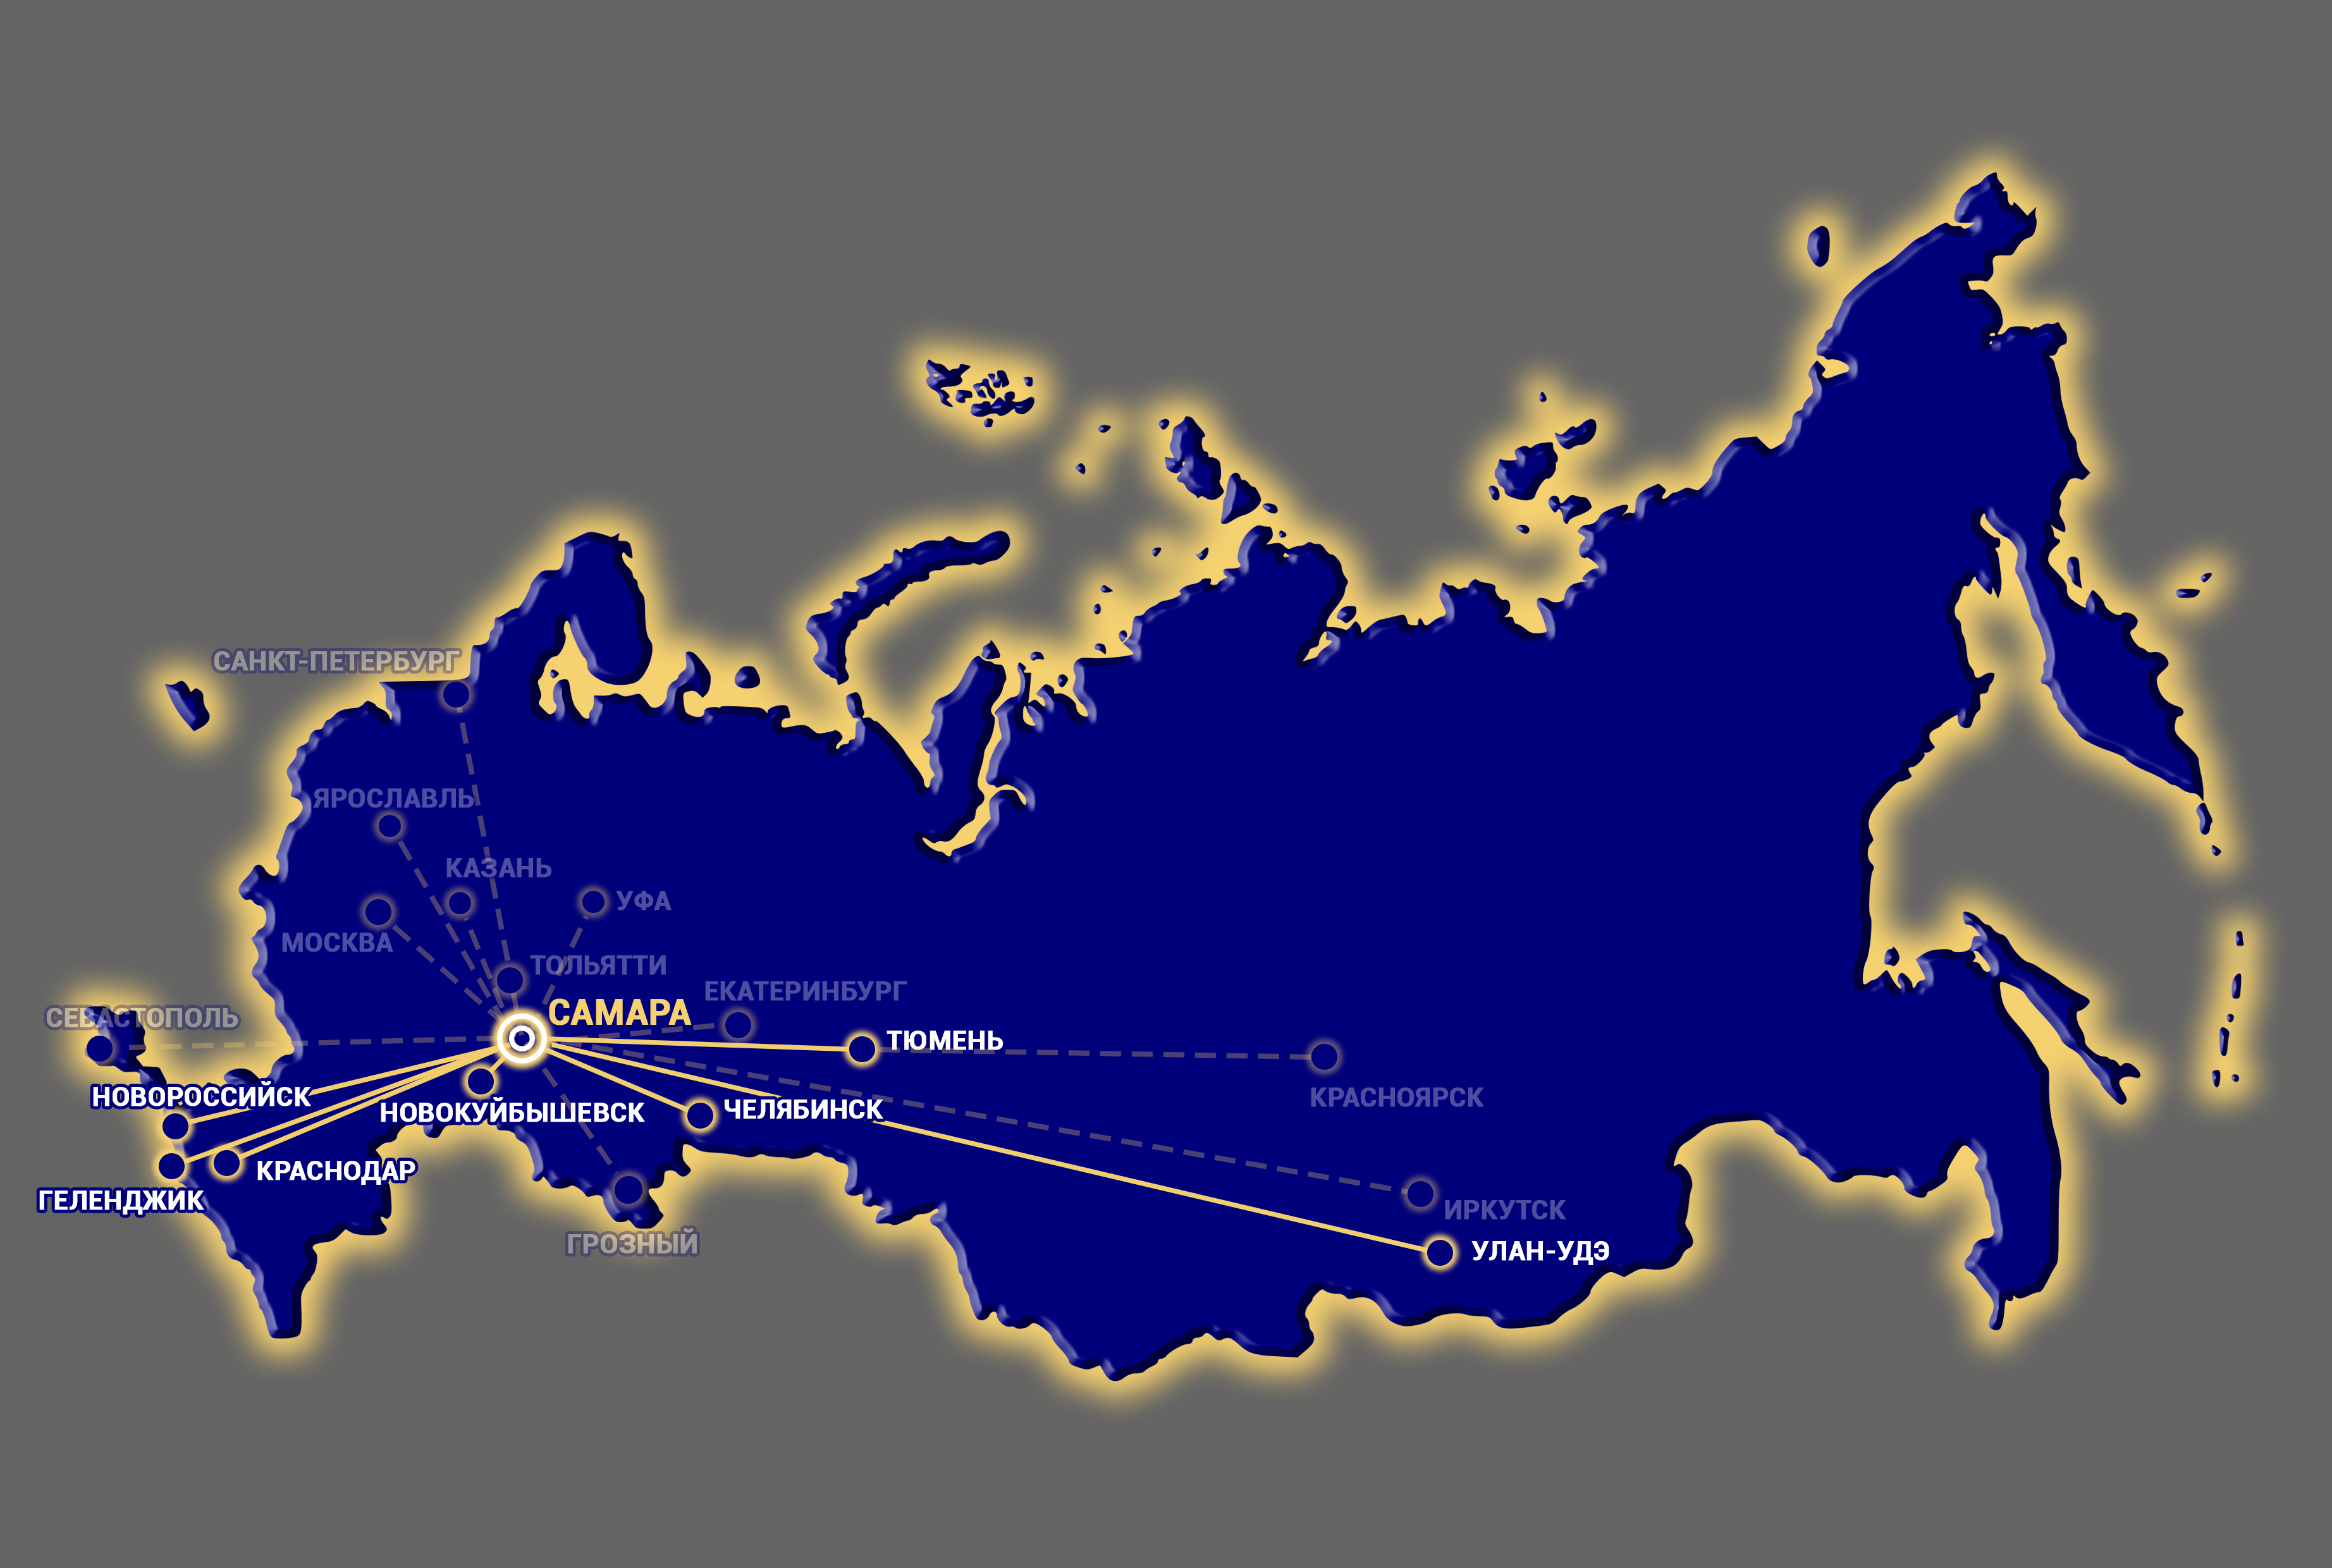 САНКТ-ПЕТЕРБУРГ
ЯРОСЛАВЛЬ
КАЗАНЬ
УФА
МОСКВА
ТОЛЬЯТТИ
ЕКАТЕРИНБУРГ
СЕВАСТОПОЛЬ
САМАРА
ТЮМЕНЬ
НОВОРОССИЙСК
КРАСНОЯРСК
НОВОКУЙБЫШЕВСК
ЧЕЛЯБИНСК
КРАСНОДАР
ГЕЛЕНДЖИК
ИРКУТСК
ГРОЗНЫЙ
УЛАН-УДЭ